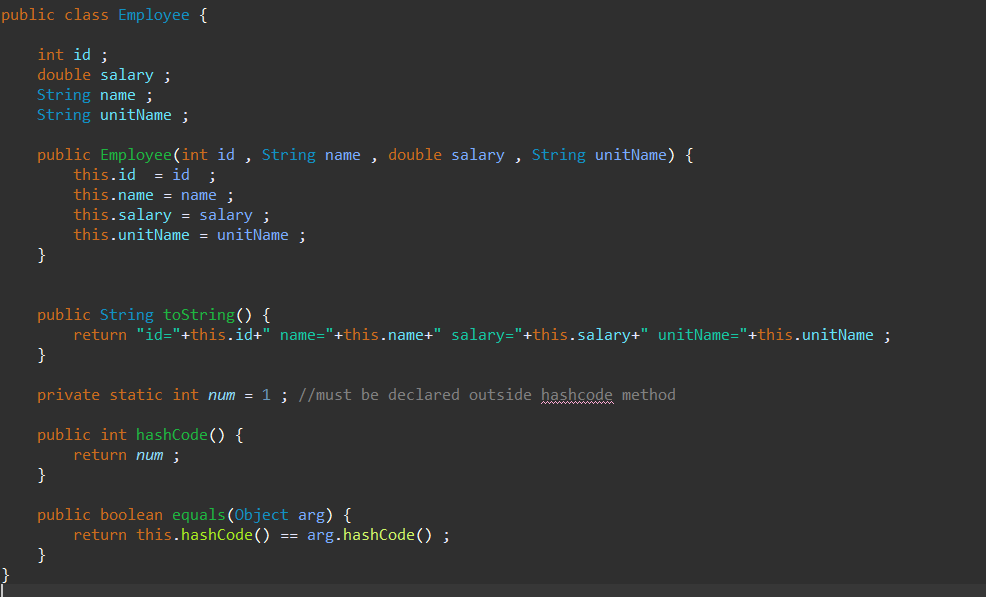 public class Employee {
int id ;
double salary ;
String name ;
String unitName ;
public Employee(int id , String name , double salary , String unitName) {
this.id  = id  ;
this.name = name ;
this.salary = salary ;
this.unitName = unitName ;
}
public String toString() {
return "id="+this.id+" name="+this.name+" salary="+this.salary+" unitName="+this.unitName ;
}
private static int num = 1 ; //must be declared outside hashcode method
public int hashCode() {
return num ;
}
public boolean equals(Object arg) {
return this.hashCode() == arg.hashCode() ;
}
}